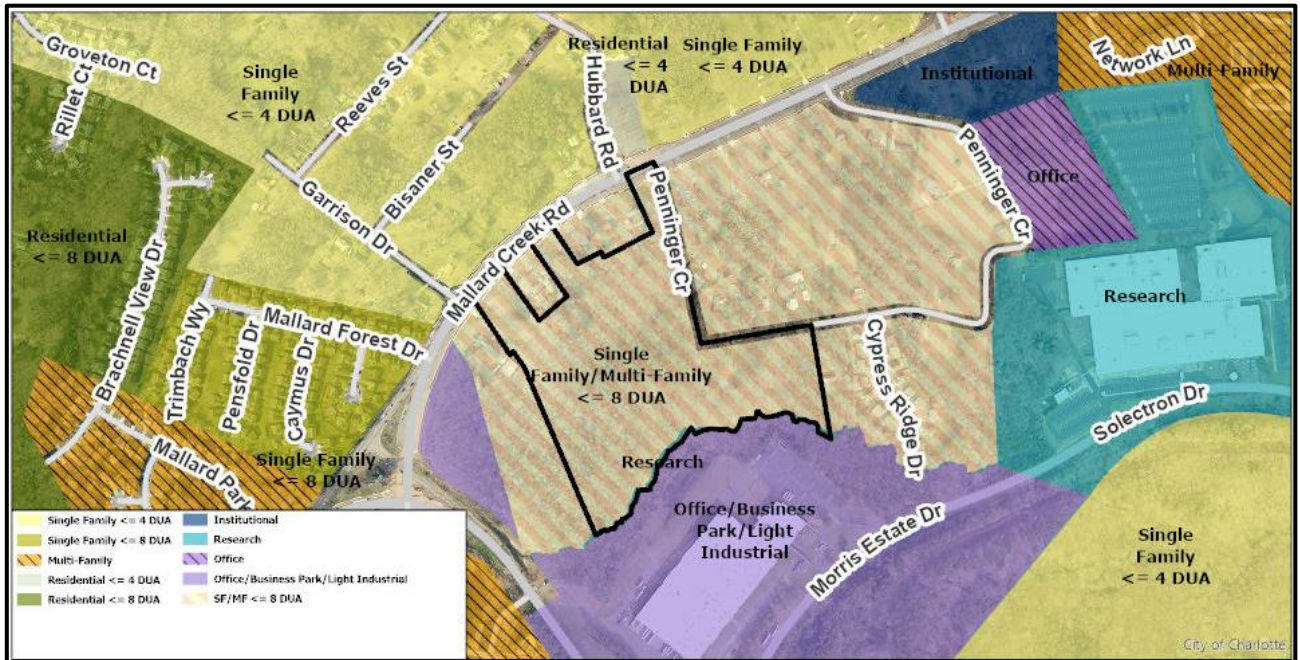 Groveton Ct
Rillet Ct
Single
Family
<= 4 DUA
Reeves St
Bisaner St
Residential
<= 4
DUA
Single Family
<= 4 DUA
Hubbard Rd
Institutional
Network Ln
Multi-Family
Penninger Cr
Office
Garrison Dr
Mallard Creek Rd
Penninger Cr
Residential
<= 8 DUA
Brachnell View Dr
Trimbach Wy
Pensfold Dr
Caymus Dr
Mallard Forest Dr
Single
Family/Multi-Family
<= 8 DUA
Cypress Ridge Dr
Research
Solectron Dr
Mallard Park
Single Family
<= 8 DUA
Research
Office/Business
Park/Light
Industrial
Morris Estate Dr
Single
Family
<= 4 DUA
Single Family <= 4 DUA
Single Family <= 8 DUA
Multi-Family
Residential <= 4 DUA
Residential <= 8 DUA
Institutional
Research
Office
Office/Business Park/Light Industrial
SF/MF <= 8 DUA
City of Charlotte